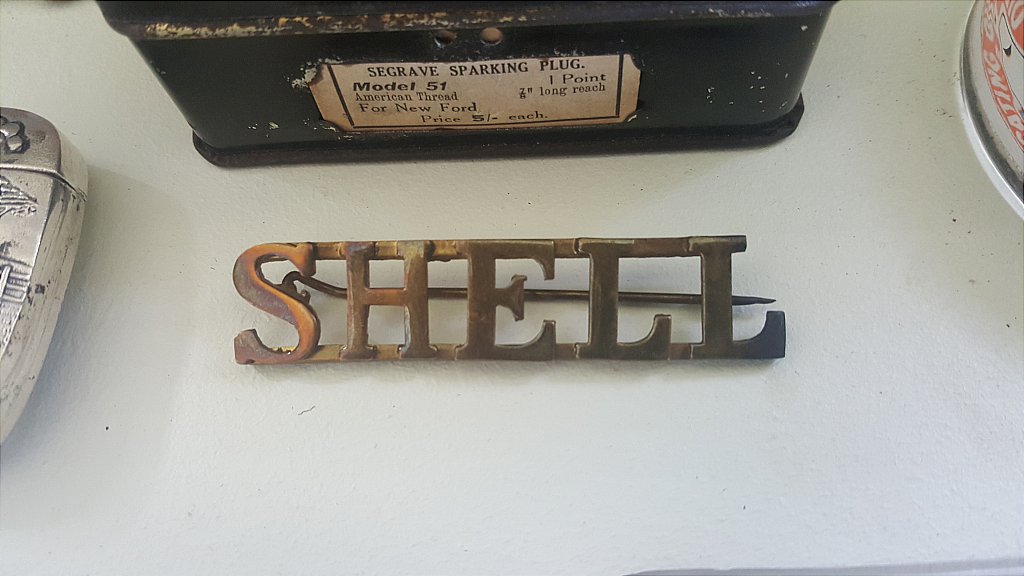 SEGRAVE SPARKING PLUG.
Model 51 1 Point
American Thread 7/8" long reach
For New Ford
Price 5/- each.
SHELL